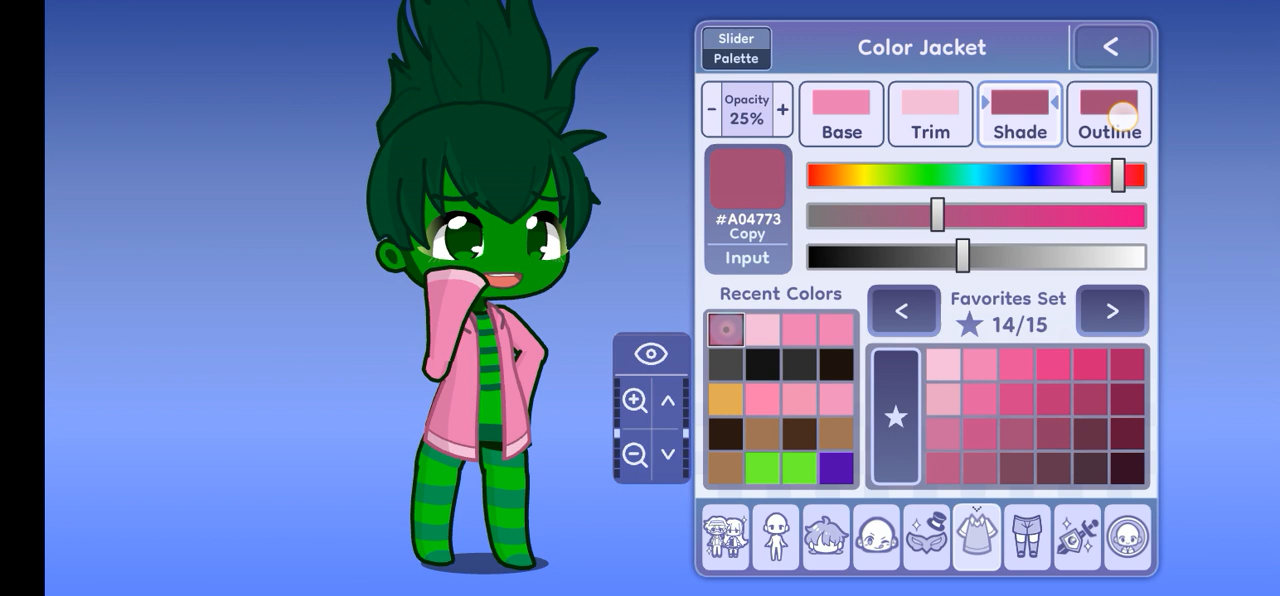 Slider
Palette
Color Jacket
<
- Opacity +
25%
Base
Trim
Shade
Outline
#A04773
Copy
Input
Recent Colors
< Favorites Set >
14/15